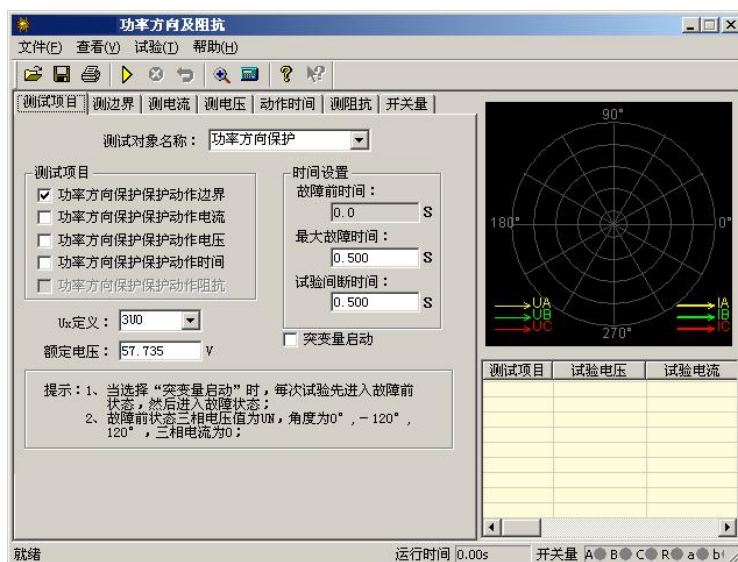 功率方向及阻抗
文件(F) 查看(V) 试验(T) 帮助(H)
测试项目 测边界 测电流 测电压 动作时间 测阻抗 开关量
测试对象名称： 功率方向保护
测试项目
功率方向保护保护动作边界
功率方向保护保护动作电流
功率方向保护保护动作电压
功率方向保护保护动作时间
功率方向保护保护动作阻抗
时间设置
故障前时间：
0.0 S
最大故障时间：
0.500 S
试验间断时间：
0.500 S
Ux定义： 3U0
突变量启动
额定电压： 57.735 V
提示：1、当选择“突变量启动”时，每次试验先进入故障前
状态，然后进入故障状态；
2、故障前状态三相电压值为UN，角度为0°,－120°,
120°，三相电流为0；
90°
180°
0°
270°
UA
UB
UC
IA
IB
IC
测试项目 试验电压 试验电流
就绪
运行时间 0.00s
开关量 A B C R a b